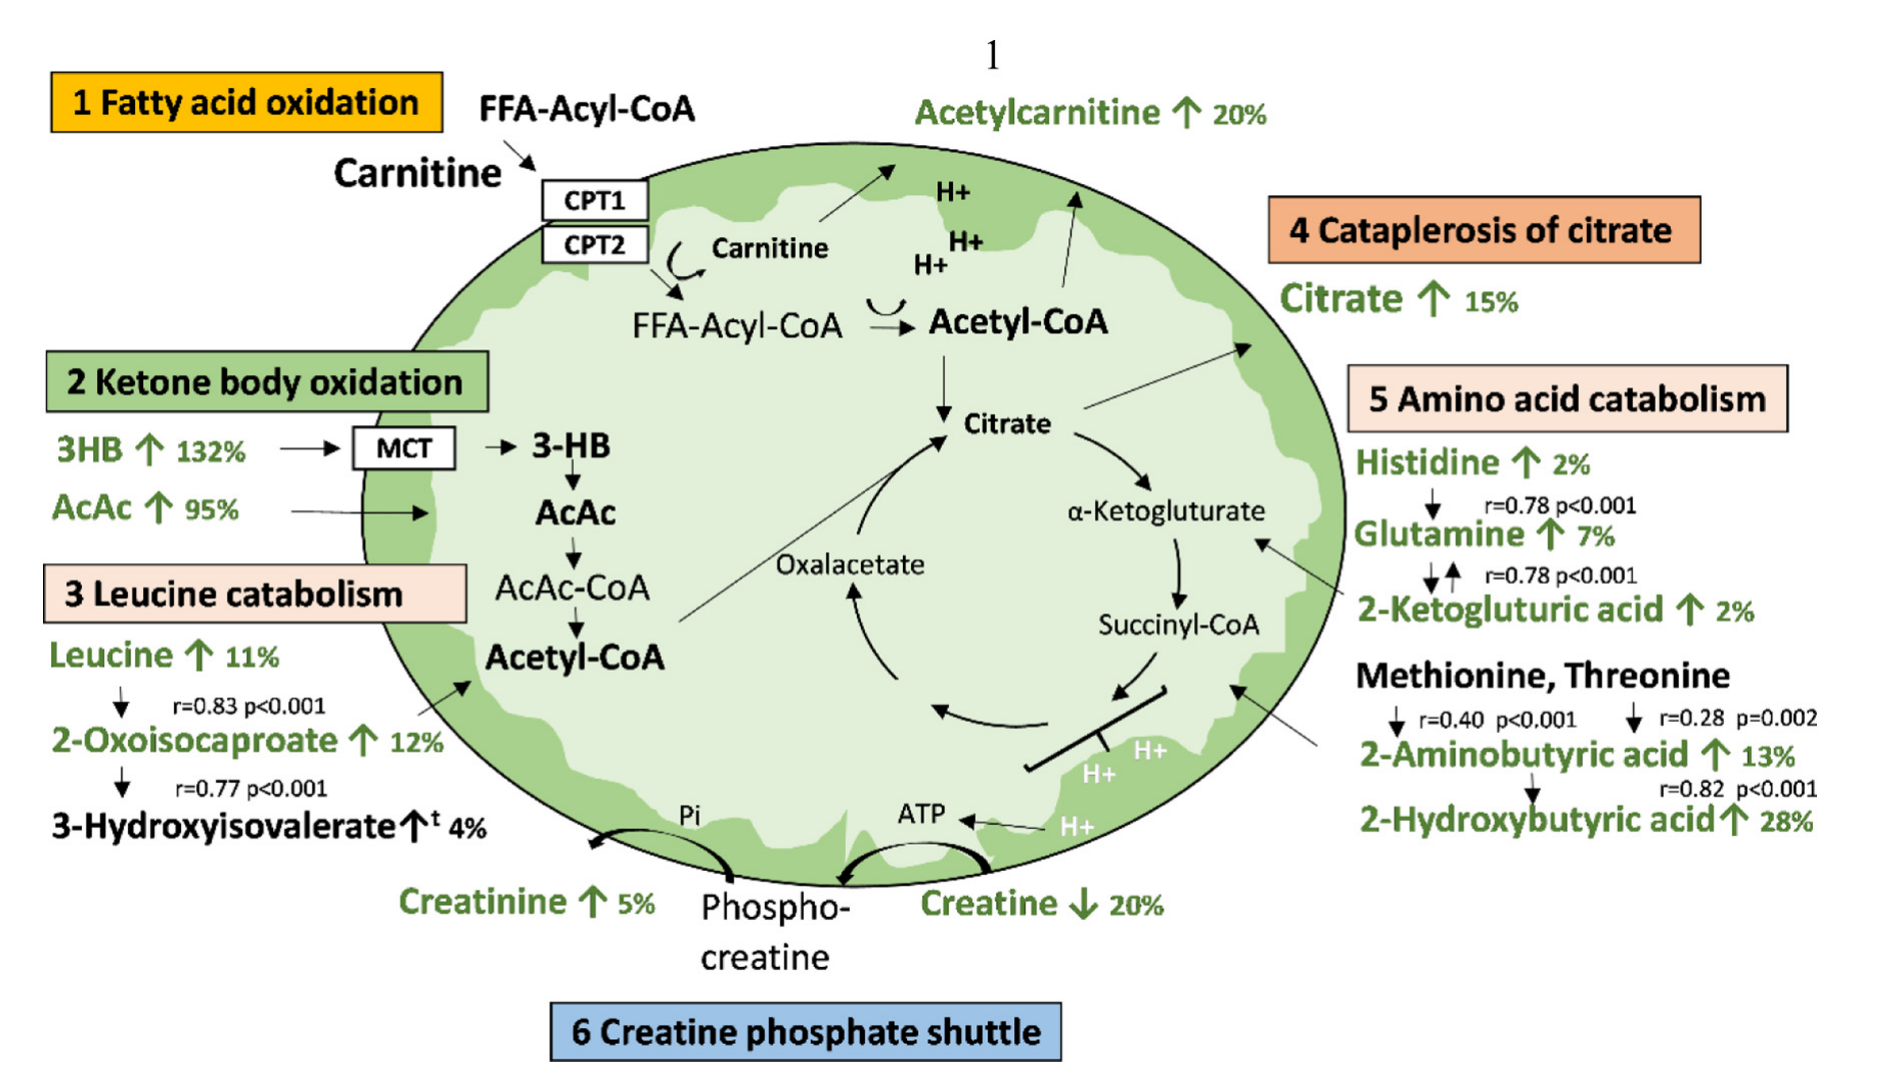 1
1 Fatty acid oxidation
FFA-Acyl-CoA
Carnitine
CPT1
CPT2
Carnitine
FFA-Acyl-CoA
Acetyl-CoA
H+
H+
H+
Acetylcarnitine ↑ 20%
2 Ketone body oxidation
3HB ↑ 132%
MCT
3-HB
AcAc ↑ 95%
AcAc
AcAc-CoA
Acetyl-CoA
3 Leucine catabolism
Leucine ↑ 11%
r=0.83 p<0.001
2-Oxoisocaproate ↑ 12%
r=0.77 p<0.001
3-Hydroxyisovalerate↑t 4%
4 Cataplerosis of citrate
Citrate ↑ 15%
Citrate
α-Ketogluturate
Succinyl-CoA
Oxalacetate
5 Amino acid catabolism
Histidine ↑ 2%
r=0.78 p<0.001
Glutamine ↑ 7%
r=0.78 p<0.001
2-Ketogluturic acid ↑ 2%
Methionine, Threonine
r=0.40 p<0.001
r=0.28 p=0.002
2-Aminobutyric acid ↑ 13%
r=0.82 p<0.001
2-Hydroxybutyric acid↑ 28%
H+
H+
H+
ATP
Pi
Creatinine ↑ 5%
Phospho-
creatine
Creatine ↓ 20%
6 Creatine phosphate shuttle